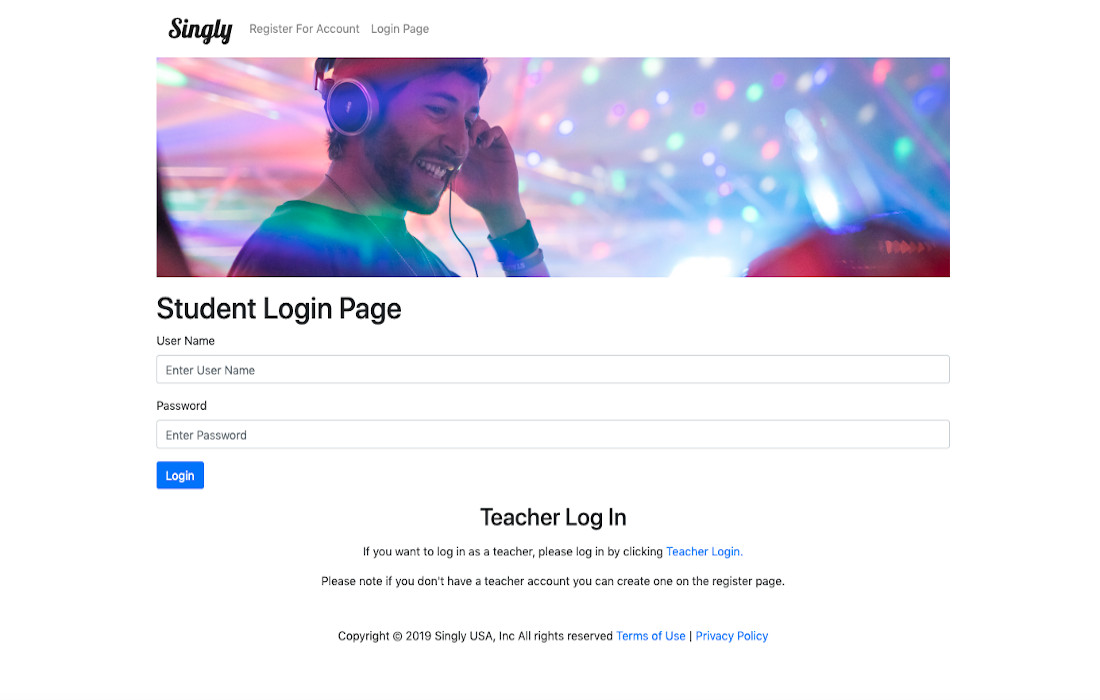 Singly Register For Account Login Page
Student Login Page
User Name
Enter User Name
Password
Enter Password
Login
Teacher Log In
If you want to log in as a teacher, please log in by clicking Teacher Login.
Please note if you don't have a teacher account you can create one on the register page.
Copyright © 2019 Singly USA, Inc All rights reserved Terms of Use | Privacy Policy